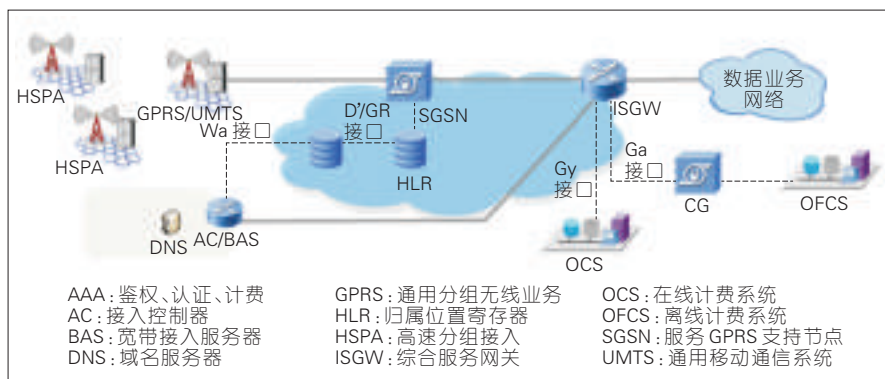 HSPA
HSPA
GPRS/UMTS
Wa 接口
D'/GR
接口
SGSN
HLR
ISGW
数据业务
网络
Ga
接口
Gy
接口
CG
OFCS
OCS
DNS
AC/BAS
AAA：鉴权、认证、计费
AC：接入控制器
BAS：宽带接入服务器
DNS：域名服务器
GPRS：通用分组无线业务
HLR：归属位置寄存器
HSPA：高速分组接入
ISGW：综合服务网关
OCS：在线计费系统
OFCS：离线计费系统
SGSN：服务 GPRS 支持节点
UMTS：通用移动通信系统